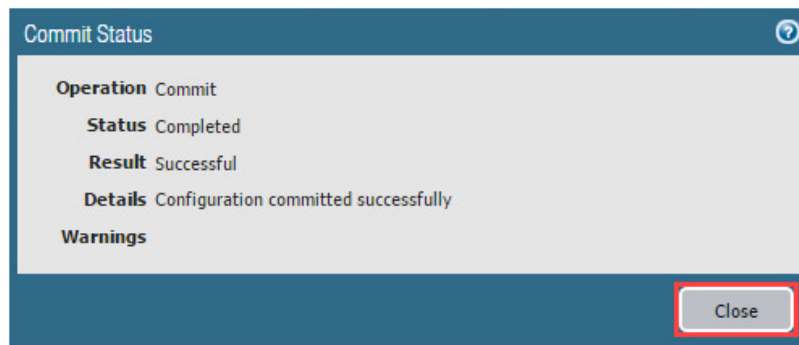 Commit Status
Operation Commit
Status Completed
Result Successful
Details Configuration committed successfully
Warnings
Close